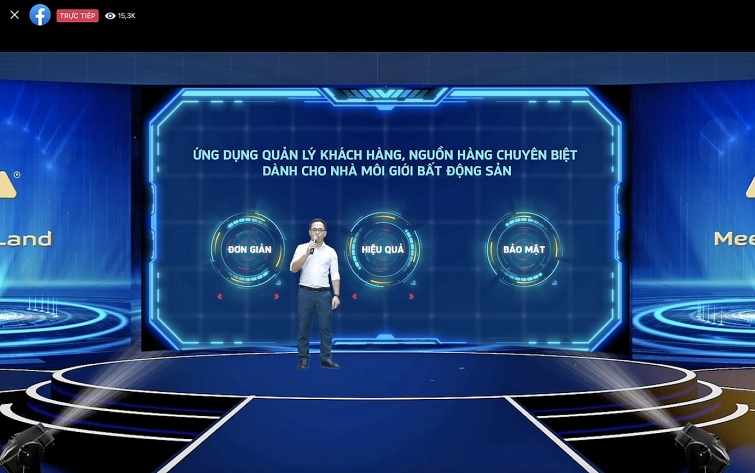 TRỰC TIẾP
15,3K
ỨNG DỤNG QUẢN LÝ KHÁCH HÀNG, NGUỒN HÀNG CHUYÊN BIỆT
DÀNH CHO NHÀ MÔI GIỚI BẤT ĐỘNG SẢN
ĐƠN GIẢN
HIỆU QUẢ
BẢO MẬT
Land
Mee